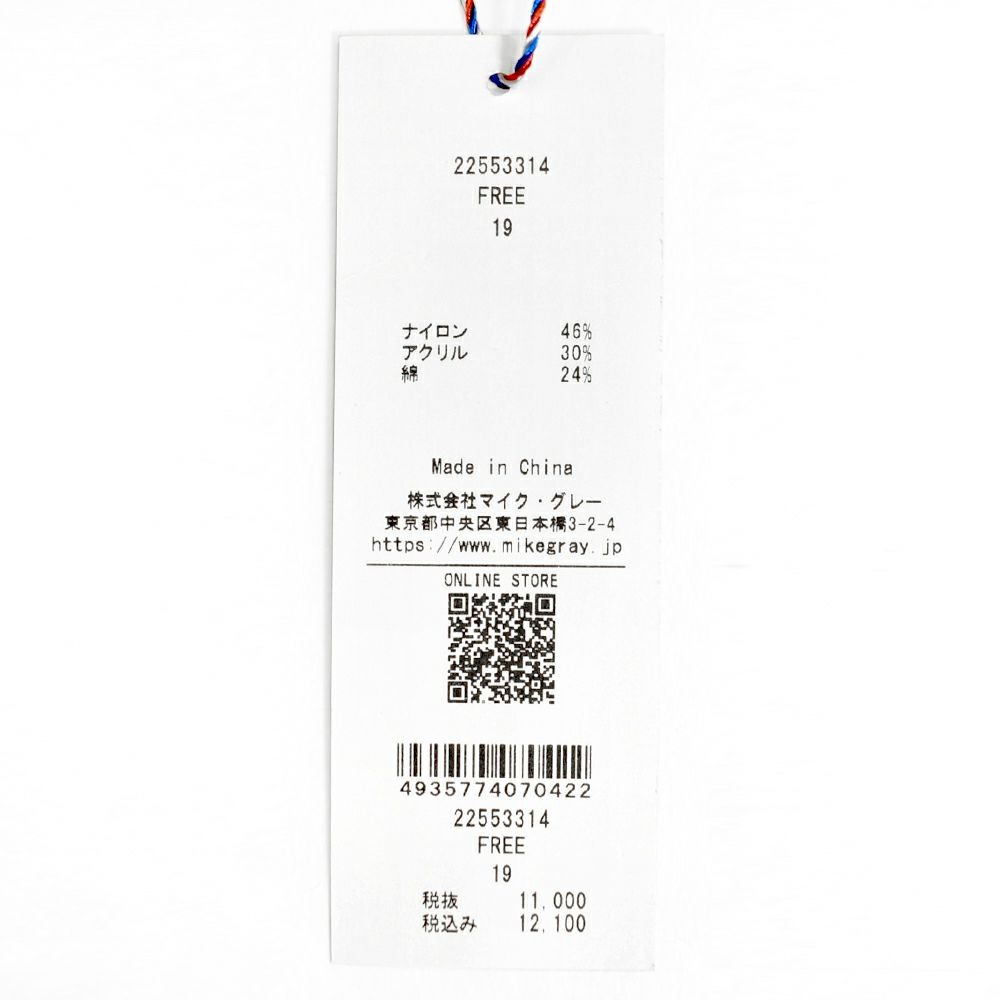 22553314
FREE
19
ナイロン 46%
アクリル 30%
綿 24%
Made in China
株式会社マイク・グレー
東京都中央区東日本橋3-2-4
https://www.mikegray.jp
ONLINE STORE
4935774070422
22553314
FREE
19
税抜 11,000
税込み 12,100